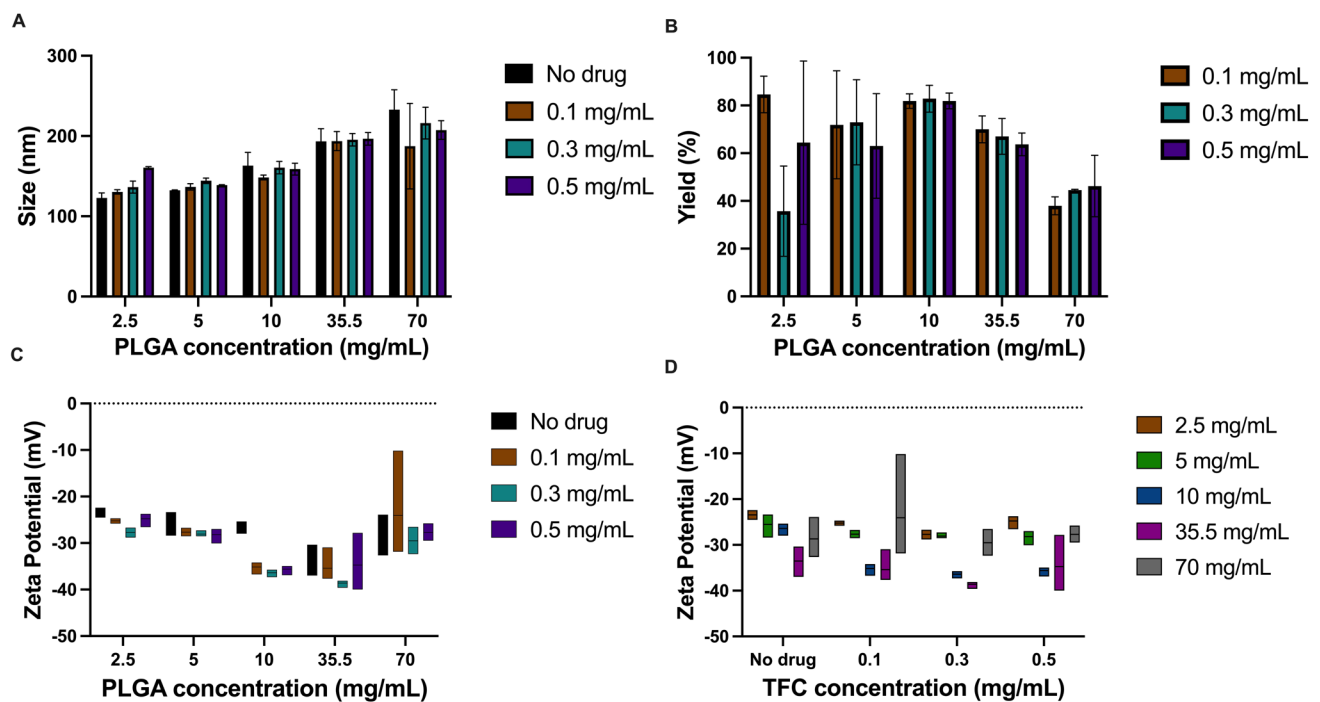 A
Size (nm)
300
200
100
0
2.5 5 10 35.5 70
PLGA concentration (mg/mL)
No drug
0.1 mg/mL
0.3 mg/mL
0.5 mg/mL
B
Yield (%)
100
80
60
40
20
0
2.5 5 10 35.5 70
PLGA concentration (mg/mL)
0.1 mg/mL
0.3 mg/mL
0.5 mg/mL
C
Zeta Potential (mV)
0
-10
-20
-30
-40
-50
2.5 5 10 35.5 70
PLGA concentration (mg/mL)
No drug
0.1 mg/mL
0.3 mg/mL
0.5 mg/mL
D
Zeta Potential (mV)
0
-10
-20
-30
-40
-50
No drug 0.1 0.3 0.5
TFC concentration (mg/mL)
2.5 mg/mL
5 mg/mL
10 mg/mL
35.5 mg/mL
70 mg/mL